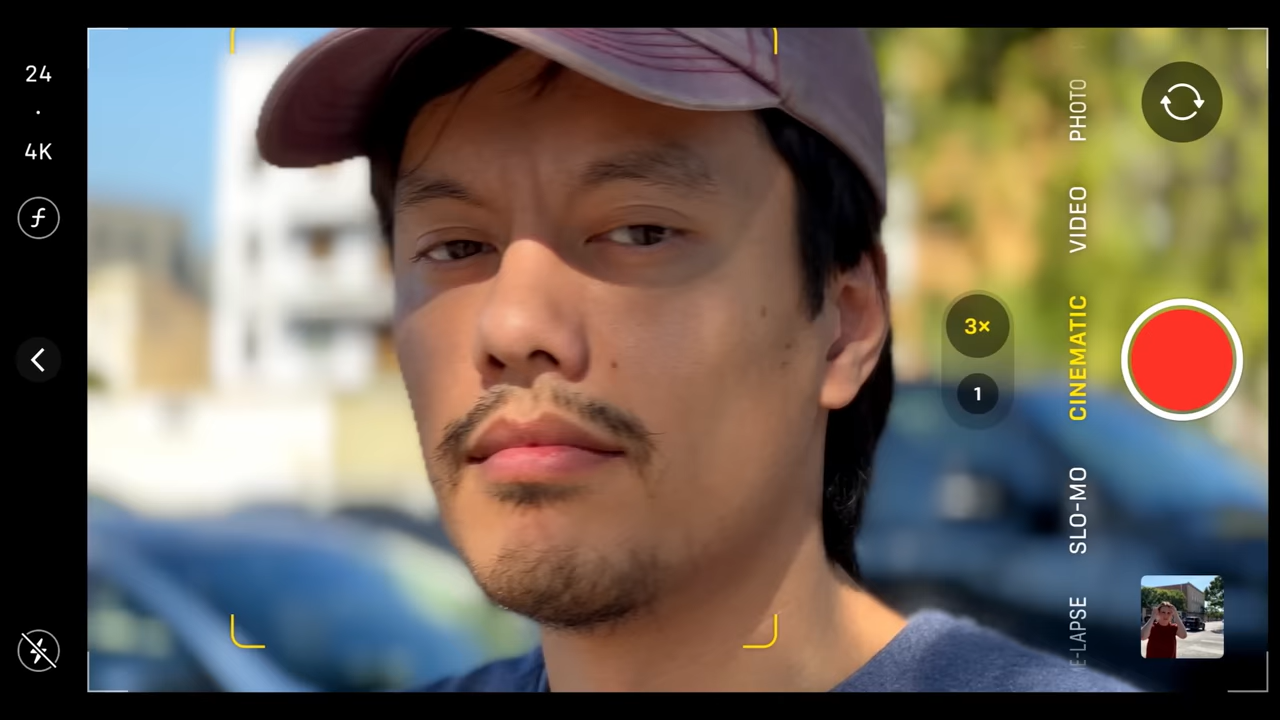 24
·
4K
f
3×
1
PHOTO
VIDEO
CINEMATIC
SLO-MO
E-LAPSE